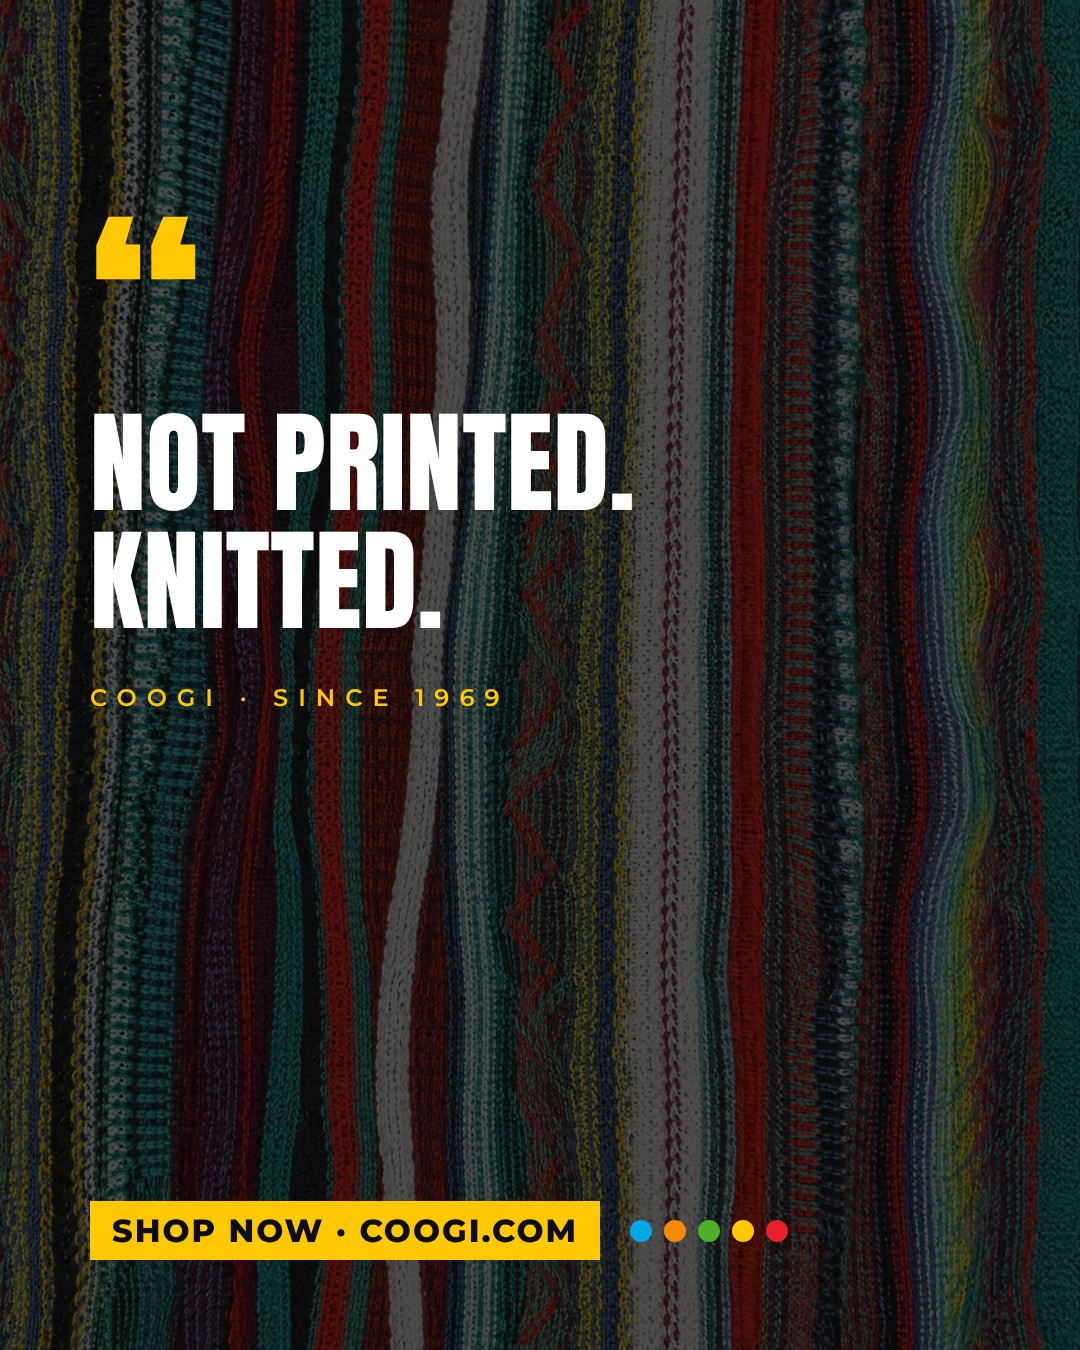 “
NOT PRINTED.
KNITTED.
COOGI · SINCE 1969
SHOP NOW · COOGI.COM